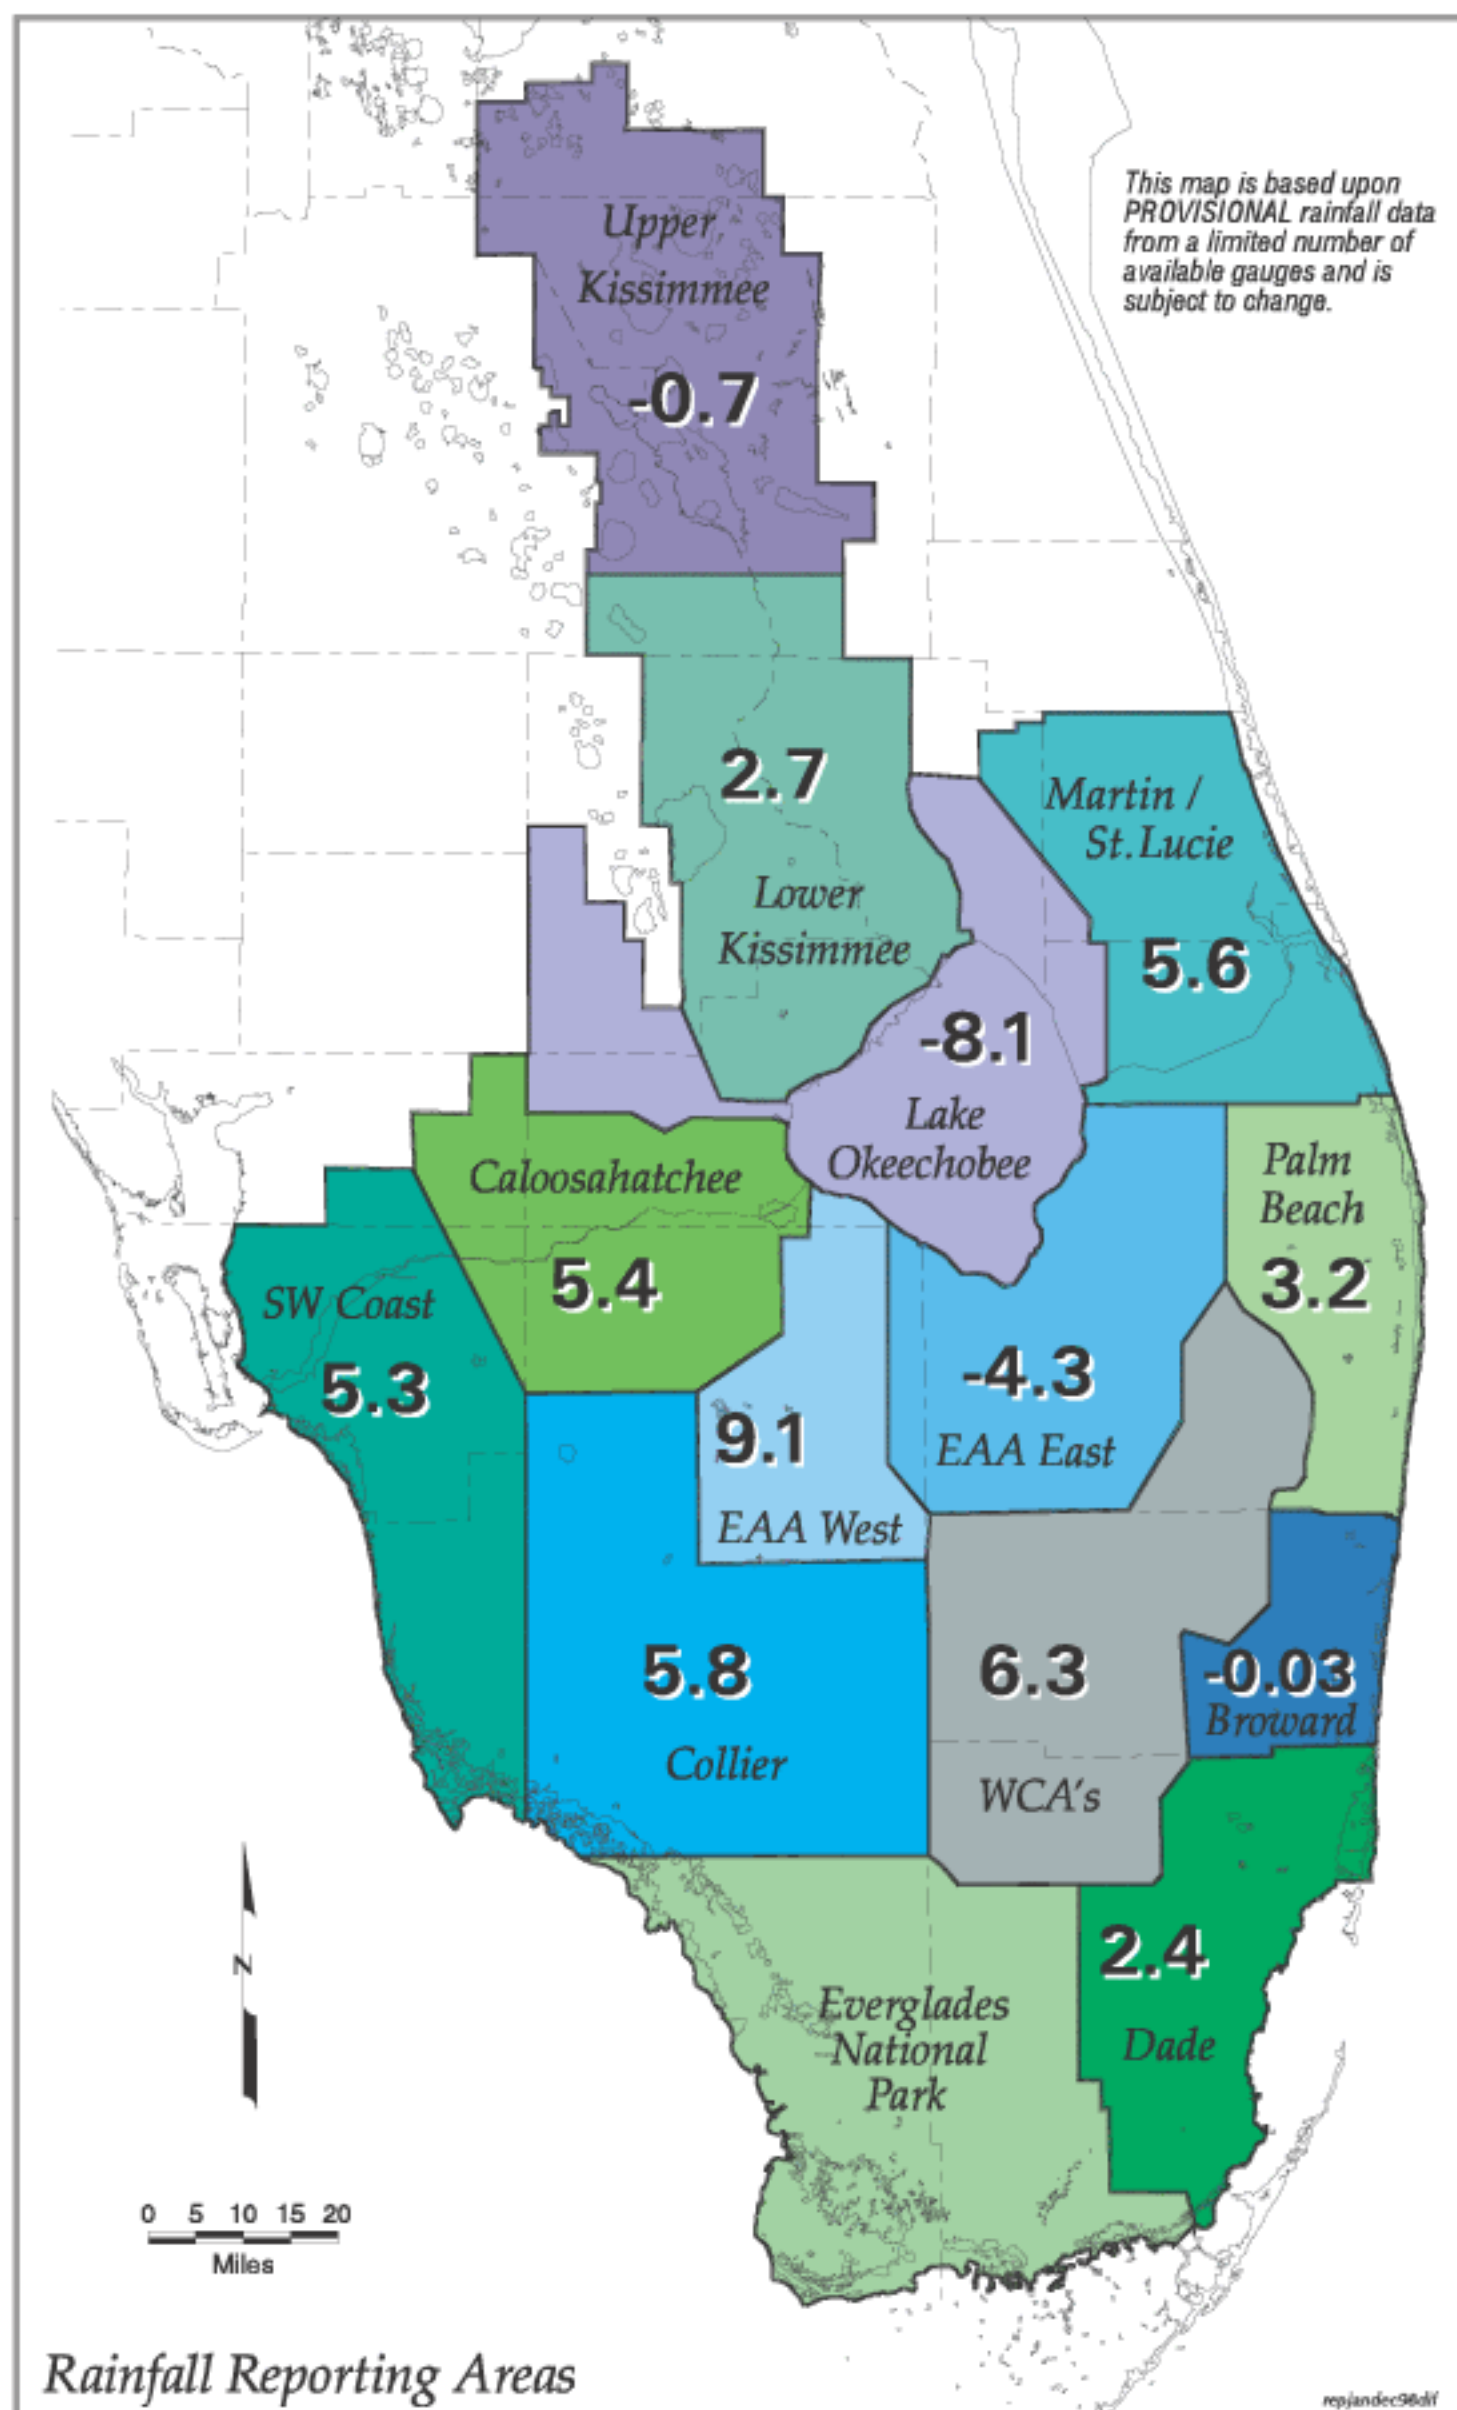 This map is based upon
PROVISIONAL rainfall data
from a limited number of
available gauges and is
subject to change.
Upper
Kissimmee
-0.7
2.7
Lower
Kissimmee
Martin /
St. Lucie
5.6
-8.1
Lake
Okeechobee
Caloosahatchee
5.4
Palm
Beach
3.2
SW Coast
5.3
9.1
EAA West
-4.3
EAA East
5.8
Collier
6.3
WCA's
-0.03
Broward
2.4
Dade
Everglades
National
Park
N
0 5 10 15 20
Miles
Rainfall Reporting Areas
repjandec98dif